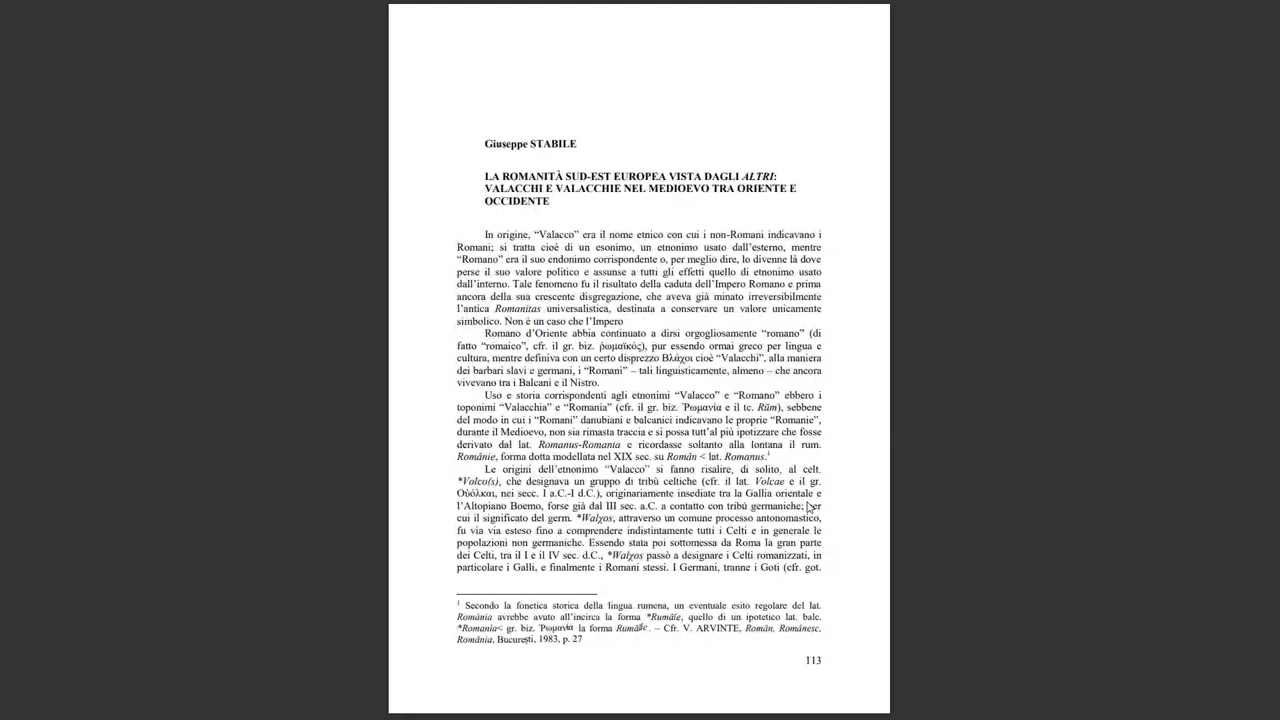 Giuseppe STABILE
LA ROMANITÀ SUD-EST EUROPEA VISTA DAGLI ALTRI:
VALACCHI E VALACCHIE NEL MEDIOEVO TRA ORIENTE E
OCCIDENTE
In origine, “Valacco” era il nome etnico con cui i non-Romani indicavano i
Romani; si tratta cioè di un esonimo, un etnonimo usato dall’esterno, mentre
“Romano” era il suo endonimo corrispondente o, per meglio dire, lo divenne là dove
perse il suo valore politico e assunse a tutti gli effetti quello di etnonimo usato
dall’interno. Tale fenomeno fu il risultato della caduta dell’Impero Romano e prima
ancora della sua crescente disgregazione, che aveva già minato irreversibilmente
l’antica Romanitas universalistica, destinata a conservare un valore unicamente
simbolico. Non è un caso che l’Impero
Romano d’Oriente abbia continuato a dirsi orgogliosamente “romano” (di
fatto “romaico”, cfr. il gr. biz. ῥωμαϊκός), pur essendo ormai greco per lingua e
cultura, mentre definiva con un certo disprezzo Βλάχοι cioè “Valacchi”, alla maniera
dei barbari slavi e germani, i “Romani” – tali linguisticamente, almeno – che ancora
vivevano tra i Balcani e il Nistro.
Uso e storia corrispondenti agli etnonimi “Valacco” e “Romano” ebbero i
toponimi “Valacchia” e “Romania” (cfr. il gr. biz. Ῥωμανία e il tc. Rūm), sebbene
del modo in cui i “Romani” danubiani e balcanici indicavano le proprie “Romanie”,
durante il Medioevo, non sia rimasta traccia e si possa tutt’al più ipotizzare che fosse
derivato dal lat. Romanus-Romania e ricordasse soltanto alla lontana il rum.
Românie, forma dotta modellata nel XIX sec. su Român < lat. Romanus.¹
Le origini dell’etnonimo “Valacco” si fanno risalire, di solito, al celt.
*Volco(s), che designava un gruppo di tribù celtiche (cfr. il lat. Volcae e il gr.
Οὐόλκαι, nei secc. I a.C.-I d.C.), originariamente insediate tra la Gallia orientale e
l’Altopiano Boemo, forse già dal III sec. a.C. a contatto con tribù germaniche; per
cui il significato del germ. *Walχos, attraverso un comune processo antonomastico,
fu via via esteso fino a comprendere indistintamente tutti i Celti e in generale le
popolazioni non germaniche. Essendo stata poi sottomessa da Roma la gran parte
dei Celti, tra il I e il IV sec. d.C., *Walχos passò a designare i Celti romanizzati, in
particolare i Galli, e finalmente i Romani stessi. I Germani, tranne i Goti (cfr. got.
¹ Secondo la fonetica storica della lingua rumena, un eventuale esito regolare del lat.
Romània avrebbe avuto all’incirca la forma *Rumâie, quello di un ipotetico lat. balc.
*Romanìa< gr. biz. Ῥωμανία la forma . – Cfr. V. ARVINTE, Român, Românesc,
România, București, 1983, p. 27
113